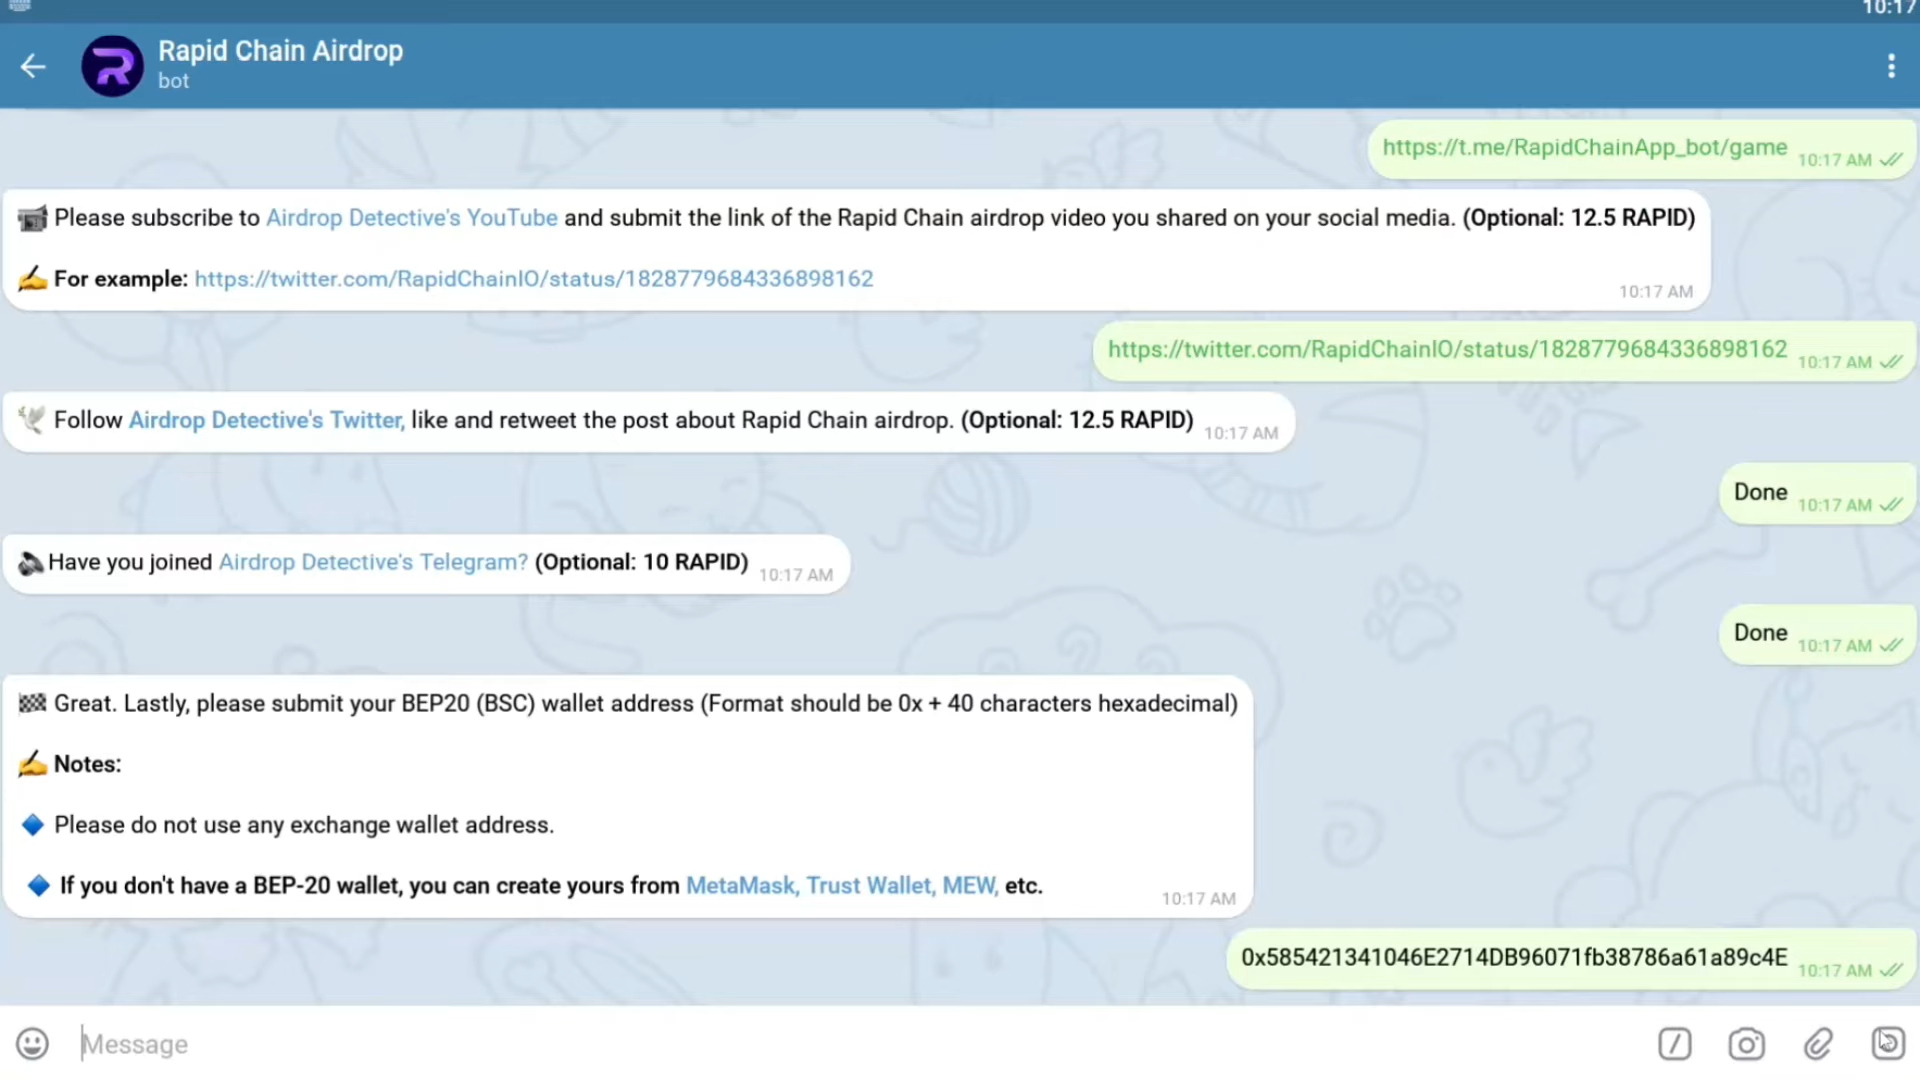 10:17
Rapid Chain Airdrop
bot
https://t.me/RapidChainApp_bot/game 10:17 AM
Please subscribe to Airdrop Detective's YouTube and submit the link of the Rapid Chain airdrop video you shared on your social media. (Optional: 12.5 RAPID)
For example: https://twitter.com/RapidChainIO/status/1828779684336898162
10:17 AM
https://twitter.com/RapidChainIO/status/1828779684336898162 10:17 AM
Follow Airdrop Detective's Twitter, like and retweet the post about Rapid Chain airdrop. (Optional: 12.5 RAPID) 10:17 AM
Done 10:17 AM
Have you joined Airdrop Detective's Telegram? (Optional: 10 RAPID) 10:17 AM
Done 10:17 AM
Great. Lastly, please submit your BEP20 (BSC) wallet address (Format should be 0x + 40 characters hexadecimal)
Notes:
Please do not use any exchange wallet address.
If you don't have a BEP-20 wallet, you can create yours from MetaMask, Trust Wallet, MEW, etc.
10:17 AM
0x585421341046E2714DB96071fb38786a61a89c4E 10:17 AM
Message